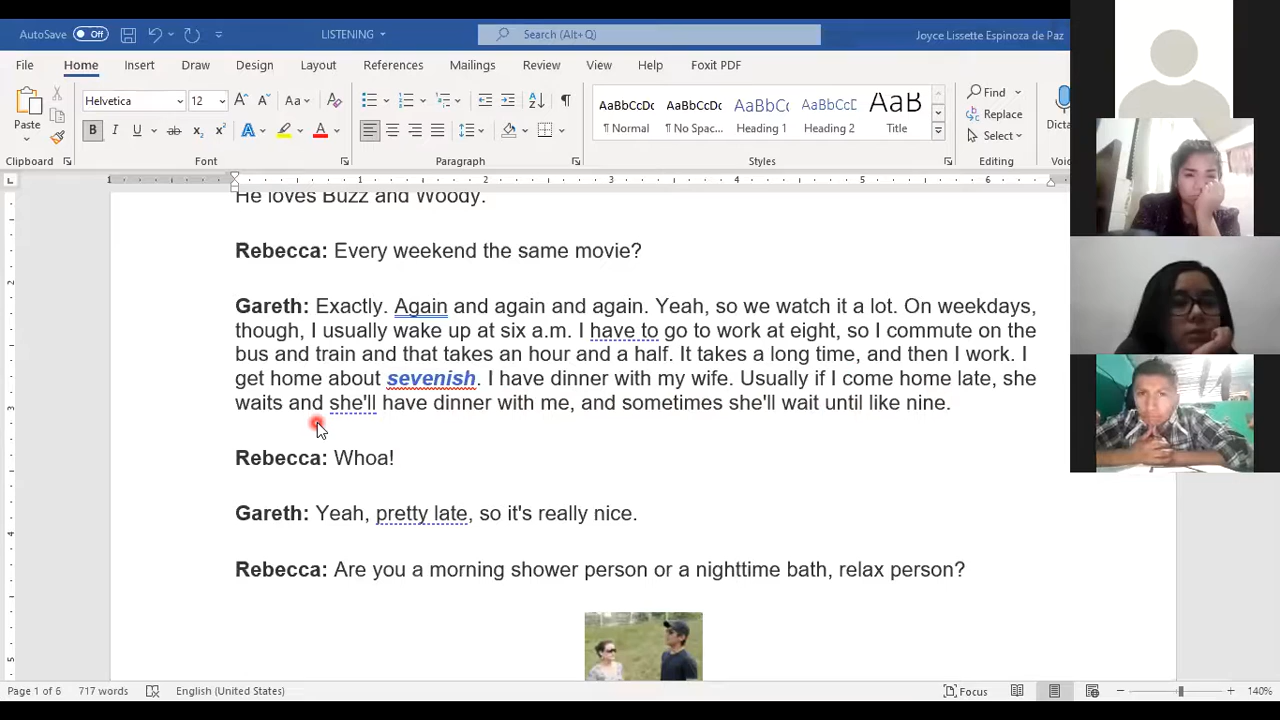 AutoSave Off LISTENING Search (Alt+Q) Joyce Lissette Espinoza de Paz
File Home Insert Draw Design Layout References Mailings Review View Help Foxit PDF
Paste Clipboard
Helvetica 12 Font
Paragraph
AaBbCcDc AaBbCcDc AaBbCc AaBbCcD
¶ Normal ¶ No Spac... Heading 1 Heading 2 Title
Styles
Find
Replace
Select
Editing
Dicta
He loves Buzz and Woody.
Rebecca: Every weekend the same movie?
Gareth: Exactly. Again and again and again. Yeah, so we watch it a lot. On weekdays,
though, I usually wake up at six a.m. I have to go to work at eight, so I commute on the
bus and train and that takes an hour and a half. It takes a long time, and then I work. I
get home about sevenish. I have dinner with my wife. Usually if I come home late, she
waits and she'll have dinner with me, and sometimes she'll wait until like nine.
Rebecca: Whoa!
Gareth: Yeah, pretty late, so it's really nice.
Rebecca: Are you a morning shower person or a nighttime bath, relax person?
Page 1 of 6 717 words English (United States) Focus 140%